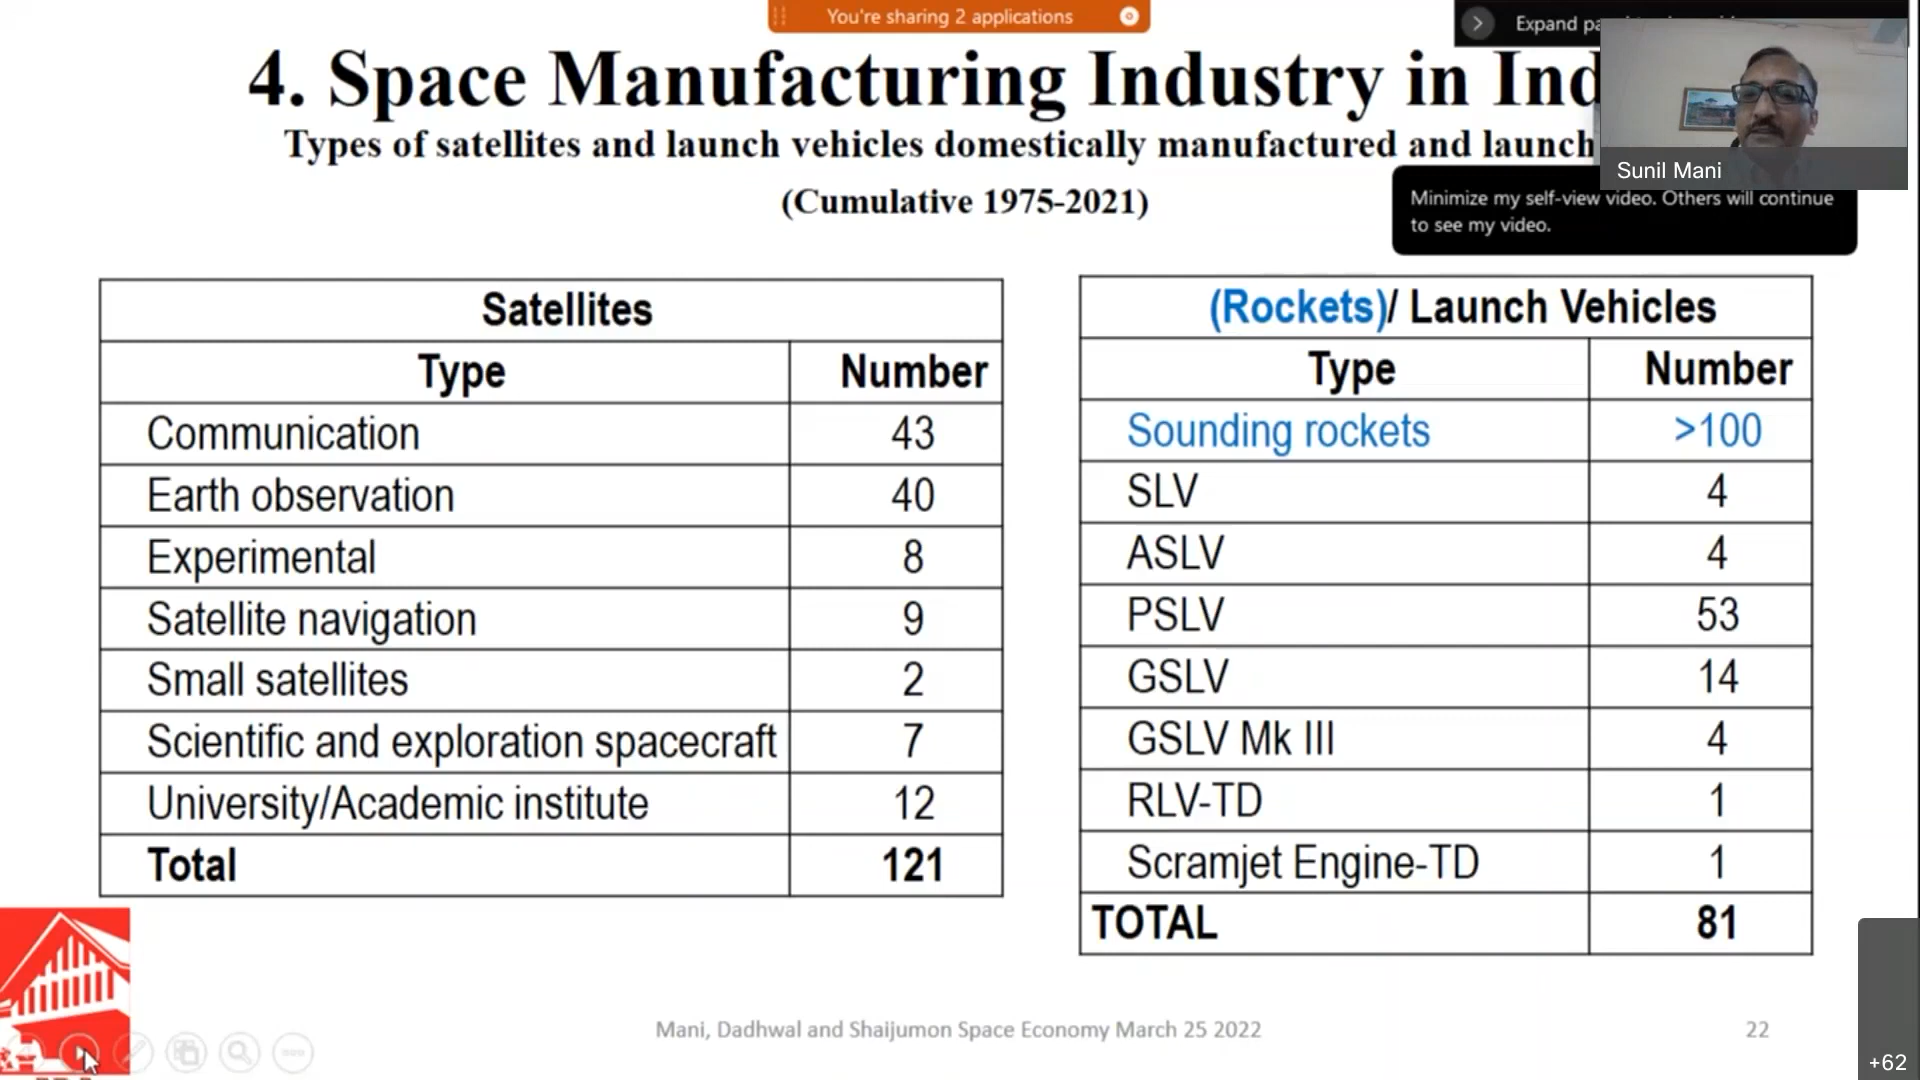 You're sharing 2 applications
Expand pa
4. Space Manufacturing Industry in Ind
Types of satellites and launch vehicles domestically manufactured and launch
(Cumulative 1975-2021)
Sunil Mani
Minimize my self-view video. Others will continue
to see my video.
Satellites
Type Number
Communication 43
Earth observation 40
Experimental 8
Satellite navigation 9
Small satellites 2
Scientific and exploration spacecraft 7
University/Academic institute 12
Total 121
(Rockets)/ Launch Vehicles
Type Number
Sounding rockets >100
SLV 4
ASLV 4
PSLV 53
GSLV 14
GSLV Mk III 4
RLV-TD 1
Scramjet Engine-TD 1
TOTAL 81
Mani, Dadhwal and Shaijumon Space Economy March 25 2022
22
+62